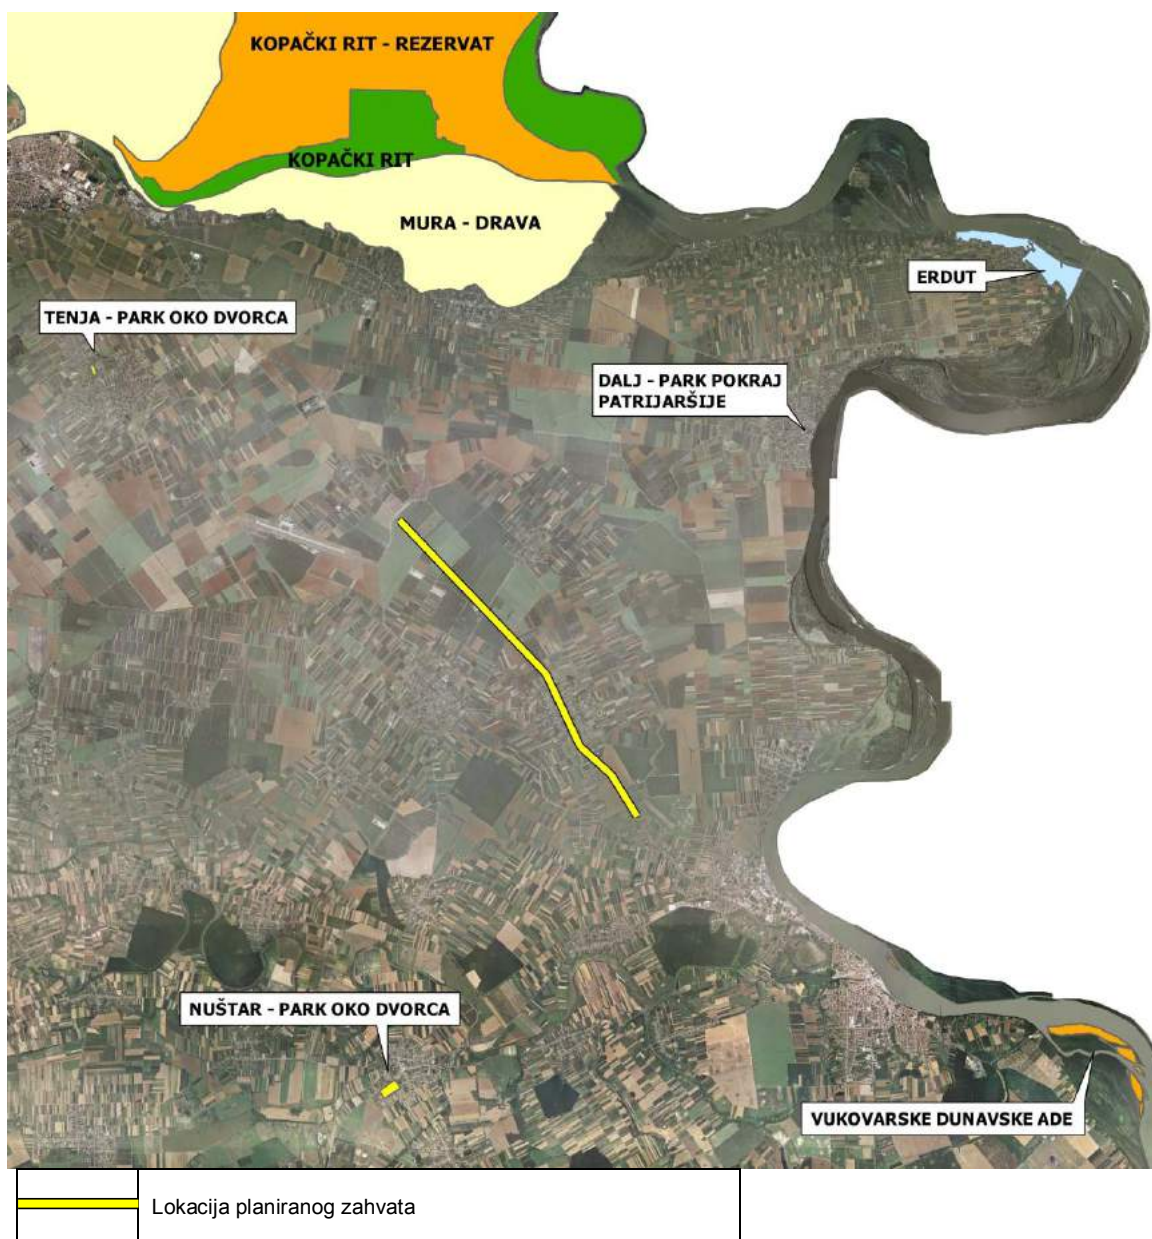 KOPAČKI RIT - REZERVAT
KOPAČKI RIT
MURA - DRAVA
ERDUT
TENJA - PARK OKO DVORCA
DALJ - PARK POKRAJ
PATRIJARŠIJE
NUŠTAR - PARK OKO DVORCA
VUKOVARSKE DUNAVSKE ADE
Lokacija planiranog zahvata